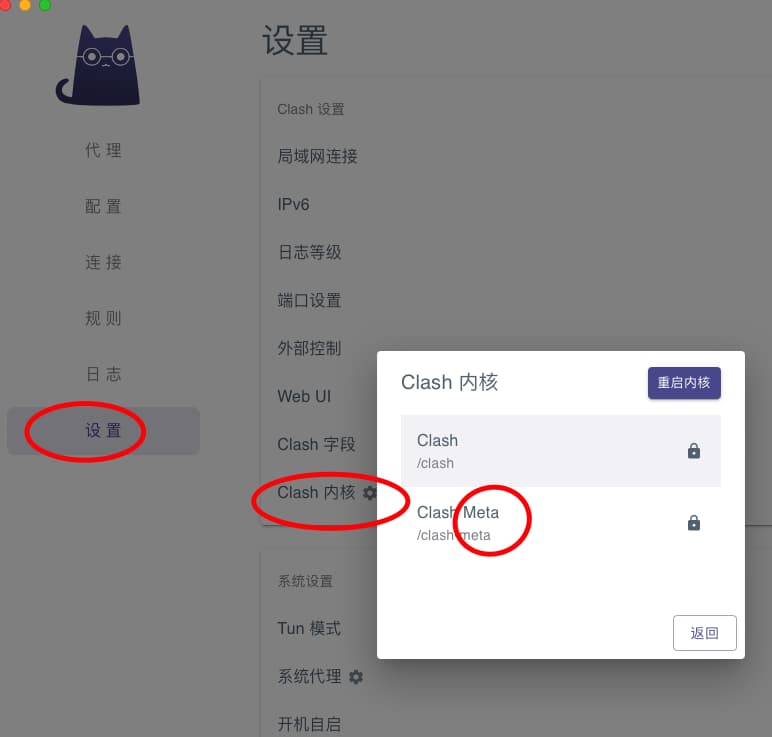 设置
代 理
配 置
连 接
规 则
日 志
设 置
Clash 设置
局域网连接
IPv6
日志等级
端口设置
外部控制
Web UI
Clash 字段
Clash 内核
系统设置
Tun 模式
系统代理
开机自启
Clash 内核
重启内核
Clash
/clash
Clash Meta
/clash-meta
返回